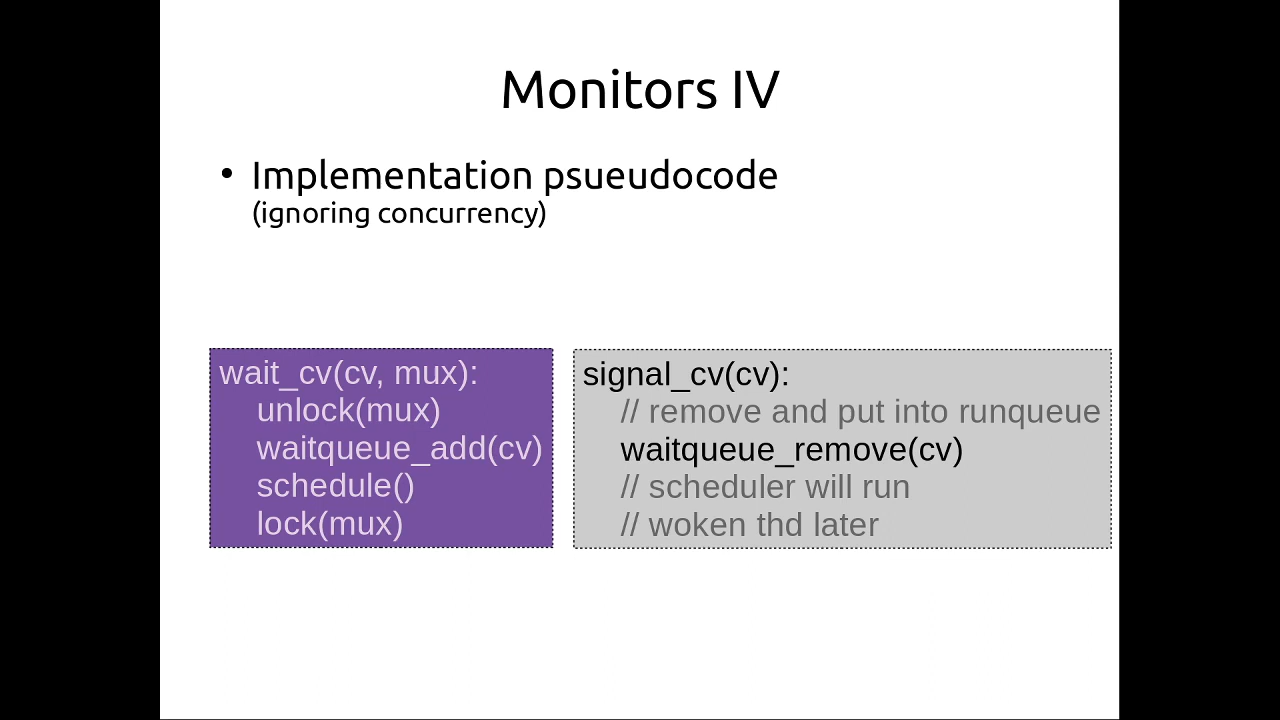 Monitors IV
• Implementation psueudocode
(ignoring concurrency)
wait_cv(cv, mux):
unlock(mux)
waitqueue_add(cv)
schedule()
lock(mux)
signal_cv(cv):
// remove and put into runqueue
waitqueue_remove(cv)
// scheduler will run
// woken thd later